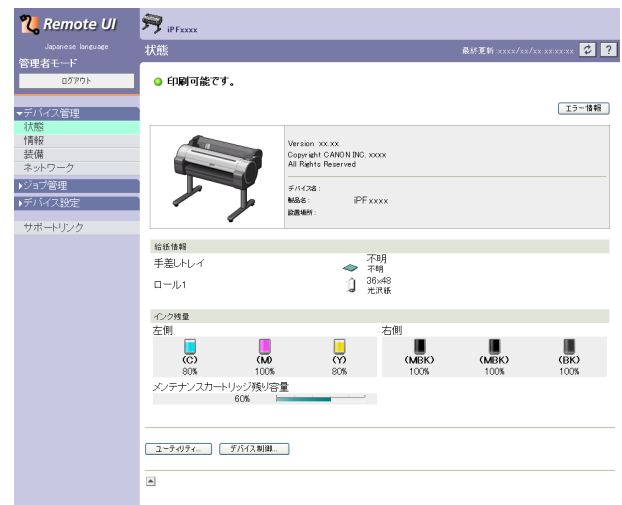 Remote UI
Japanese language
管理者モード
ログアウト
▼デバイス管理
状態
情報
装備
ネットワーク
▶ジョブ管理
▶デバイス設定
サポートリンク
iPFxxxx
状態
最終更新 :xxxx/xx/xx xx:xx:xx
?
印刷可能です。
エラー情報
Version xx.xx
Copyright CANON INC. xxxx
All Rights Reserved
デバイス名 :
製品名 : iPFxxxx
設置場所 :
給紙情報
手差しトレイ 不明
不明
ロール1 36x48
光沢紙
インク残量
左側 右側
(C) (M) (Y) (MBK) (MBK) (BK)
80% 100% 80% 100% 100% 100%
メンテナンスカートリッジ残り容量
60%
ユーティリティ... デバイス制御...